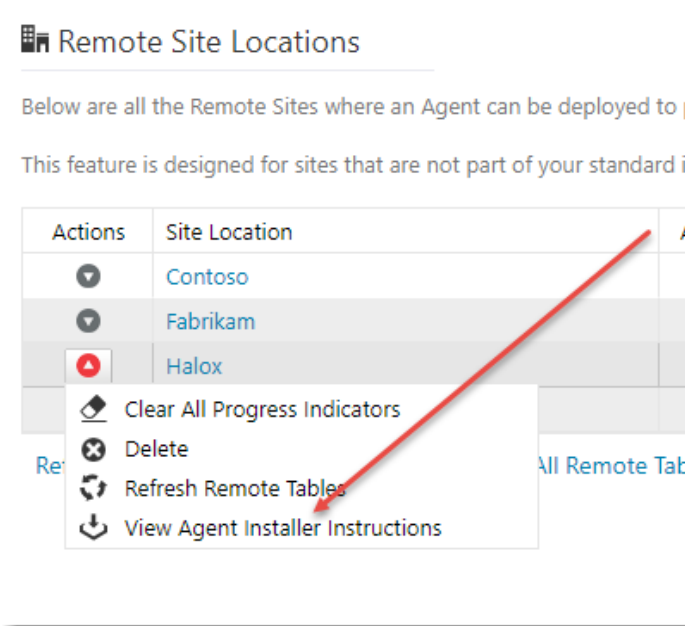 Remote Site Locations
Below are all the Remote Sites where an Agent can be deployed to
This feature is designed for sites that are not part of your standard
Actions Site Location
Contoso
Fabrikam
Halox
Clear All Progress Indicators
Delete
All Remote
Refresh Remote Tables
View Agent Installer Instructions